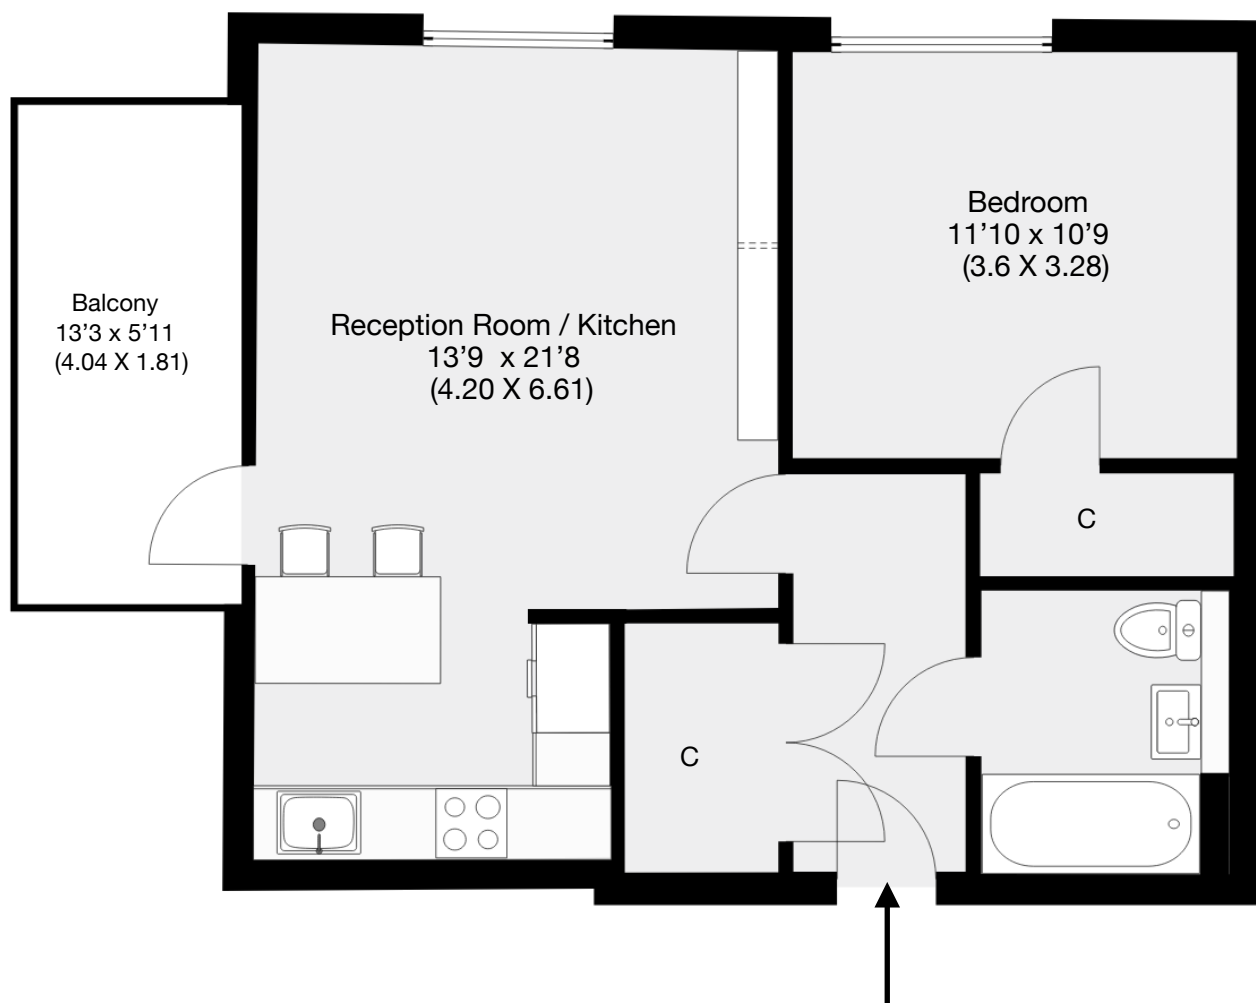 Bedroom
11’10 x 10’9
(3.6 X 3.28)
Balcony
13’3 x 5’11
(4.04 X 1.81)
Reception Room / Kitchen
13’9 x 21’8
(4.20 X 6.61)
C
C